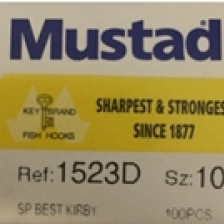 Mustad
KEY BRAND
FISH HOOKS
SHARPEST & STRONGES
SINCE 1877
Ref: 1523D Sz: 10
SP BEST KIRBY 100PCS